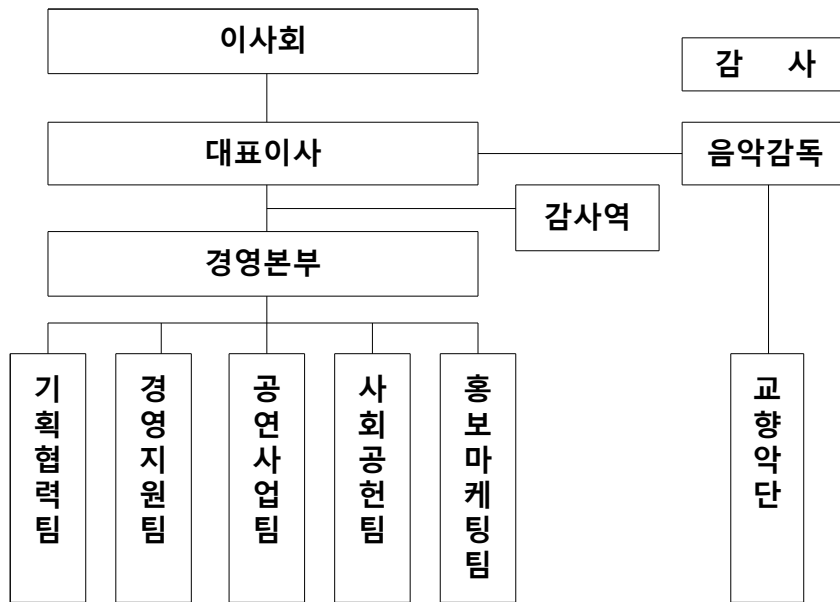 이사회
감 사
대표이사
음악감독
감사역
경영본부
기획협력팀
경영지원팀
공연사업팀
사회공헌팀
홍보마케팅팀
교향악단